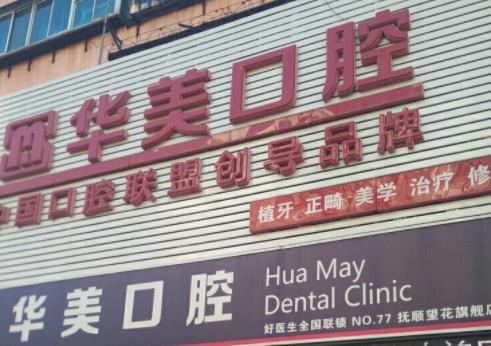 华美口腔
中国口腔联盟创导品牌
植牙 正畸 美学 治疗 修
华美口腔
Hua May
Dental Clinic
好医生全国联锁 NO.77 抚顺望花旗舰店